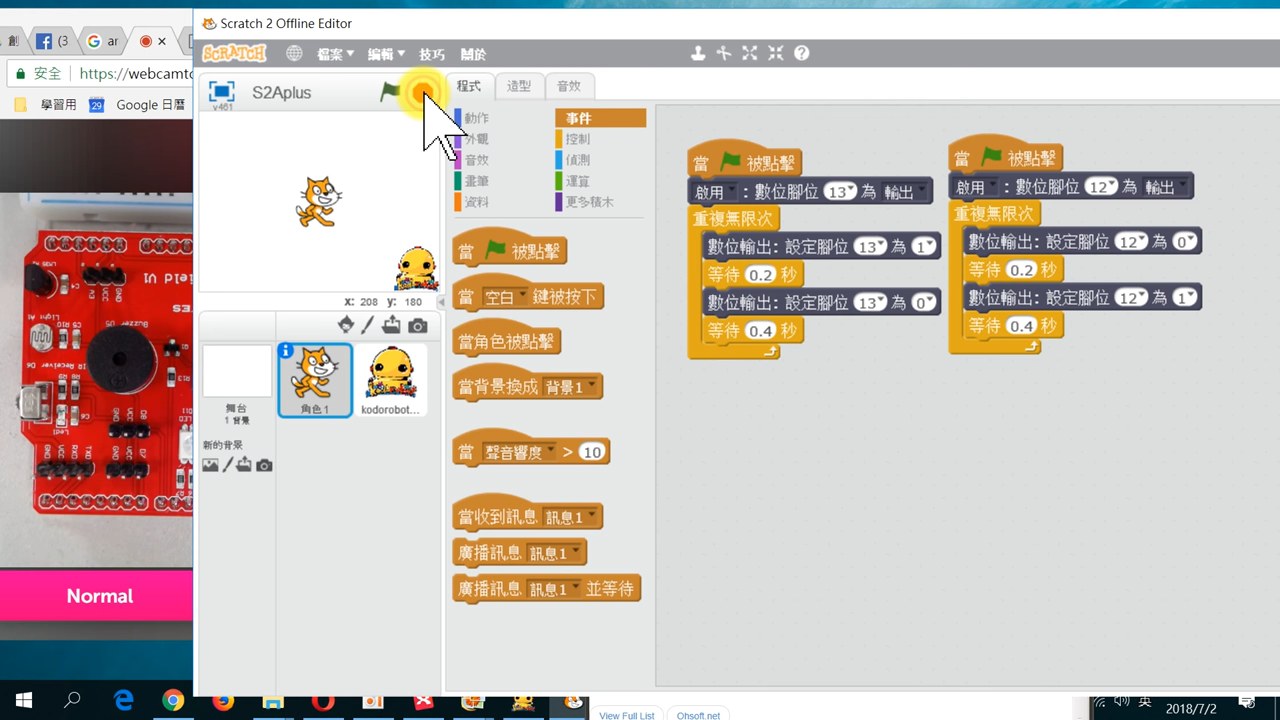 Scratch 2 Offline Editor
創
(3
ar
安全
https://webcamto
學習用
29
Google 日曆
SCRATCH
檔案
編輯
技巧
關於
S2Aplus
v461
程式
造型
音效
動作
外觀
音效
畫筆
資料
事件
控制
偵測
運算
更多積木
當 被點擊
當 空白 鍵被按下
當角色被點擊
當背景換成 背景1
當 聲音響度 > 10
當收到訊息 訊息1
廣播訊息 訊息1
廣播訊息 訊息1 並等待
x: 208 y: 180
舞台
1 背景
新的背景
角色1
kodorobot...
當 被點擊
啟用 : 數位腳位 13 為 輸出
重複無限次
數位輸出: 設定腳位 13 為 1
等待 0.2 秒
數位輸出: 設定腳位 13 為 0
等待 0.4 秒
當 被點擊
啟用 : 數位腳位 12 為 輸出
重複無限次
數位輸出: 設定腳位 12 為 0
等待 0.2 秒
數位輸出: 設定腳位 12 為 1
等待 0.4 秒
Normal
View Full List
Ohsoft.net
英
2018/7/2